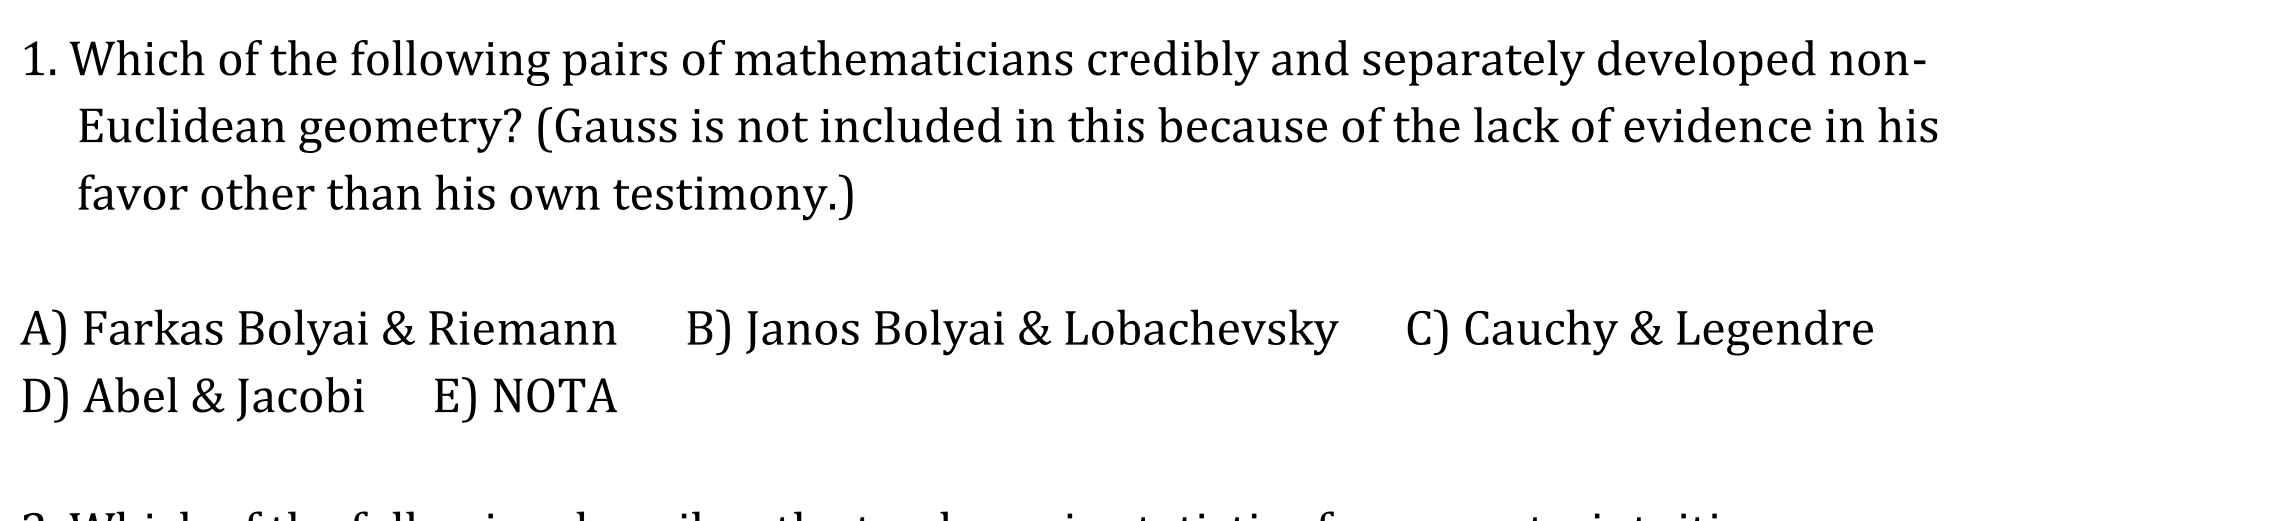 1. Which of the following pairs of mathematicians credibly and separately developed non-
Euclidean geometry? (Gauss is not included in this because of the lack of evidence in his
favor other than his own testimony.)
A) Farkas Bolyai & Riemann B) Janos Bolyai & Lobachevsky C) Cauchy & Legendre
D) Abel & Jacobi E) NOTA